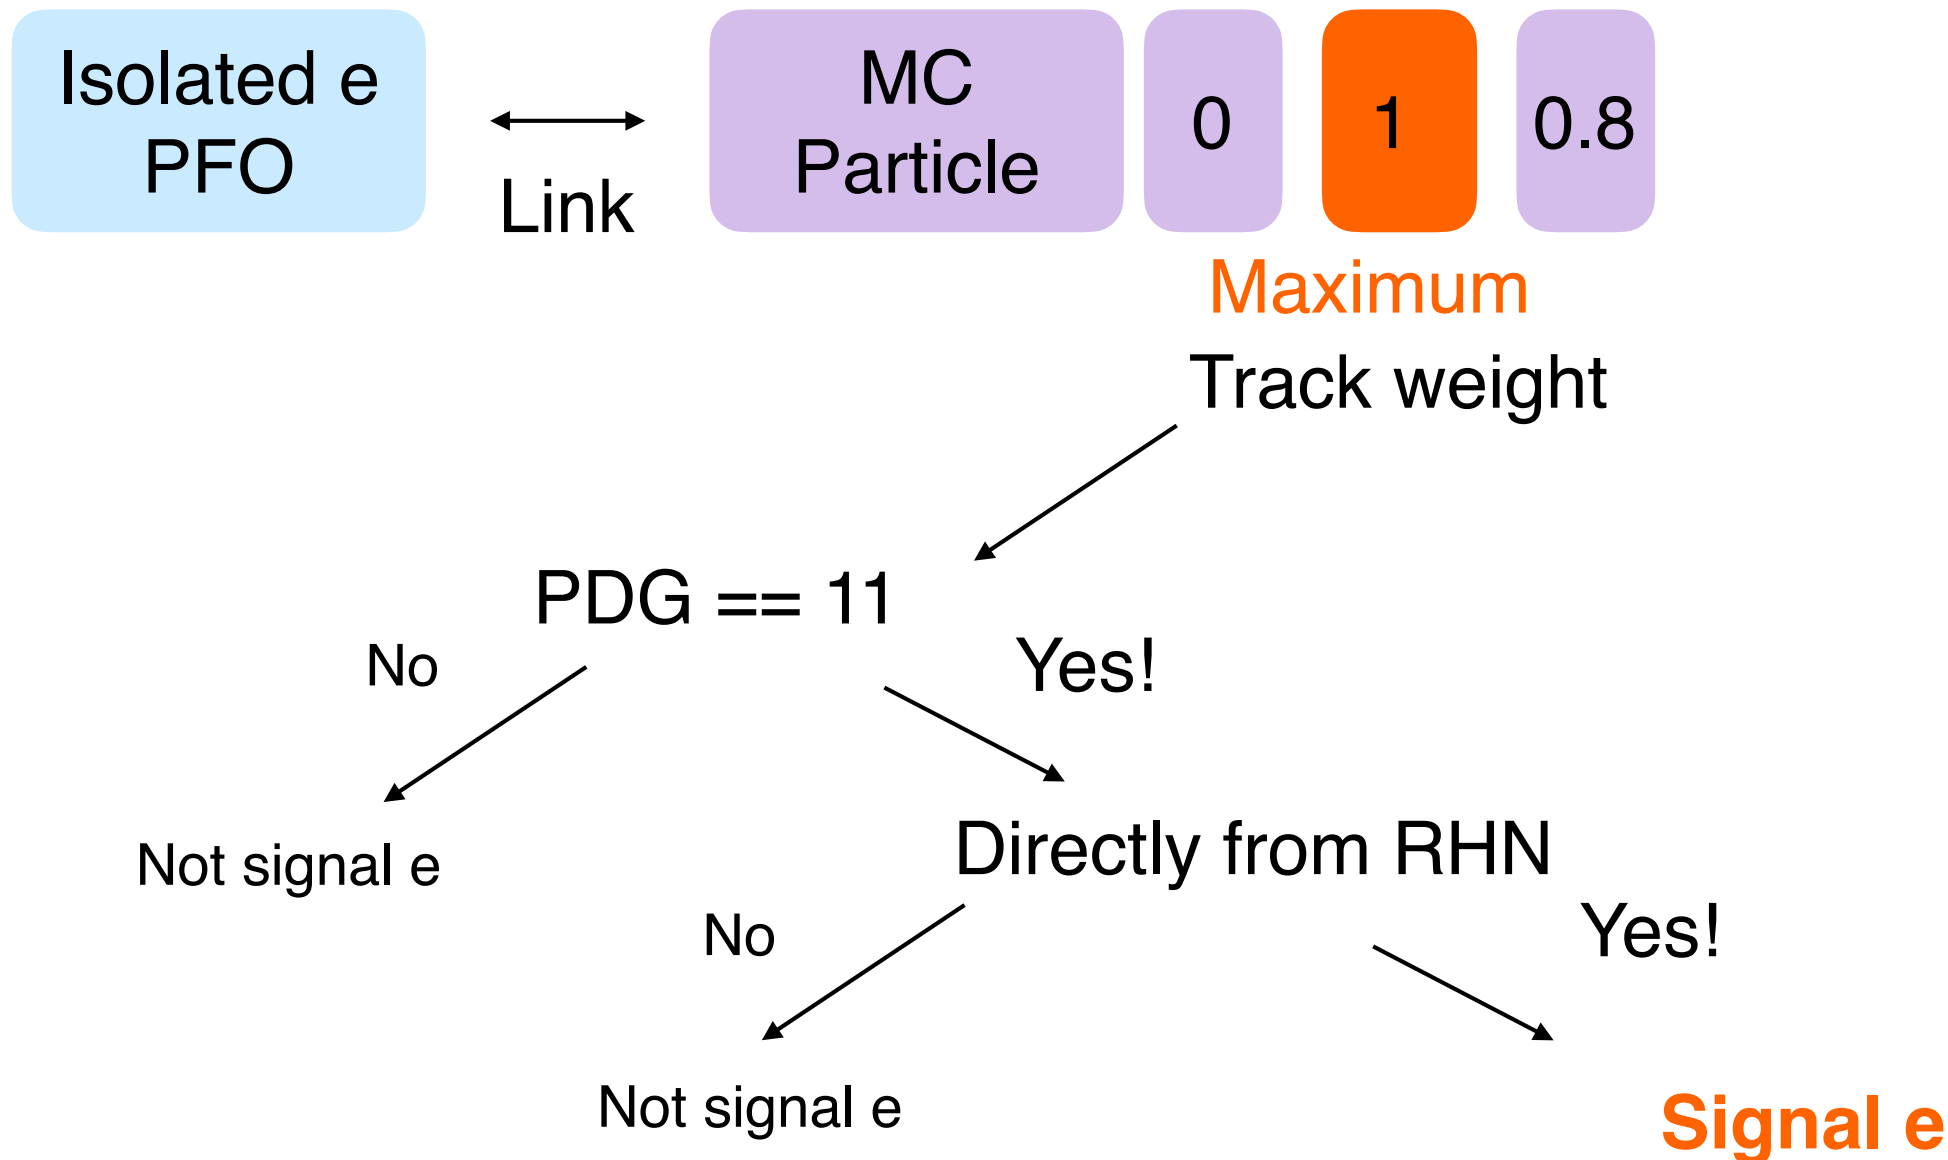 Isolated e
PFO
Link
MC
Particle
0
1
0.8
Maximum
Track weight
PDG == 11
No
Yes!
Not signal e
Directly from RHN
No
Yes!
Not signal e
Signal e